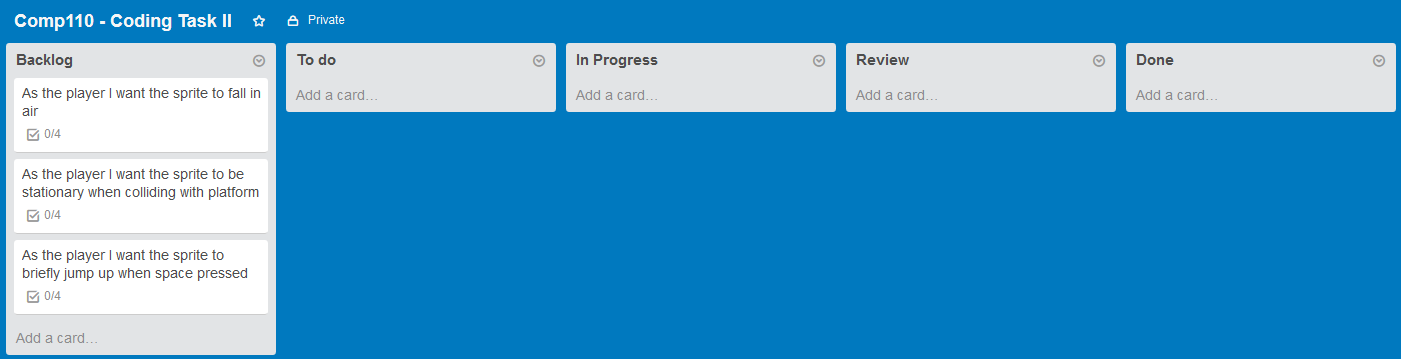 Comp110 - Coding Task II
Private
Backlog
As the player I want the sprite to fall in
air
0/4
As the player I want the sprite to be
stationary when colliding with platform
0/4
As the player I want the sprite to
briefly jump up when space pressed
0/4
Add a card...
To do
Add a card...
In Progress
Add a card...
Review
Add a card...
Done
Add a card...